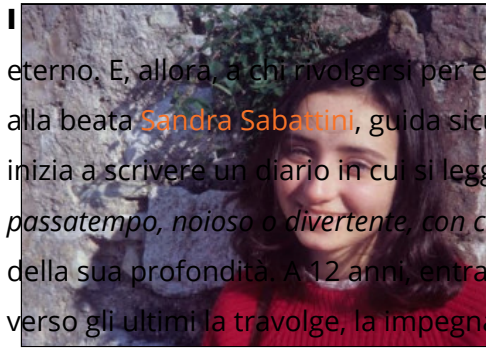 I
eterno. E, allora, a chi rivolgersi per e
alla beata Sandra Sabattini, guida sicu
inizia a scrivere un diario in cui si legg
passatempo, noioso o divertente, con c
della sua profondità. A 12 anni, entra
verso gli ultimi la travolge, la impegna